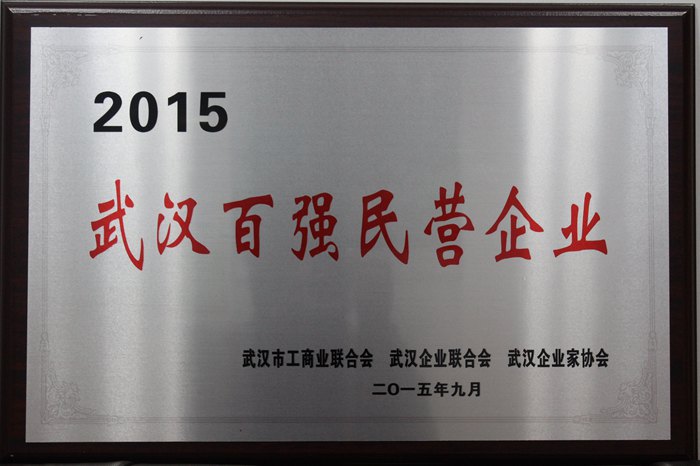 2015
武汉百强民营企业
武汉市工商业联合会 武汉企业联合会 武汉企业家协会
二〇一五年九月